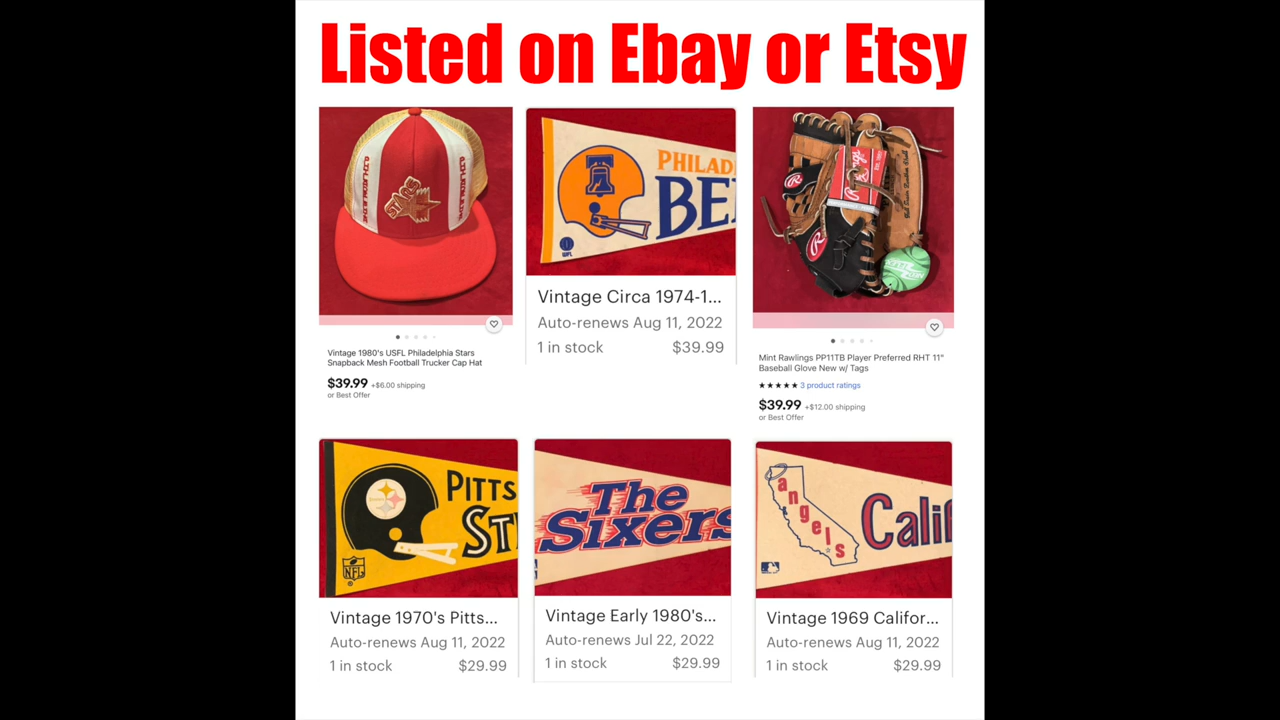 Listed on Ebay or Etsy
STARS
PHILAD
BE
WFL
Rawlings
R
R
Vintage Circa 1974-1...
Auto-renews Aug 11, 2022
1 in stock $39.99
Vintage 1980's USFL Philadelphia Stars
Snapback Mesh Football Trucker Cap Hat
$39.99 +$6.00 shipping
or Best Offer
Mint Rawlings PP11TB Player Preferred RHT 11"
Baseball Glove New w/ Tags
★★★★★ 3 product ratings
$39.99 +$12.00 shipping
or Best Offer
PITTS
ST
Steelers
NFL
®
The
Sixers
angels
Calif
Vintage 1970's Pitts...
Auto-renews Aug 11, 2022
1 in stock $29.99
Vintage Early 1980's...
Auto-renews Jul 22, 2022
1 in stock $29.99
Vintage 1969 Califor...
Auto-renews Aug 11, 2022
1 in stock $29.99